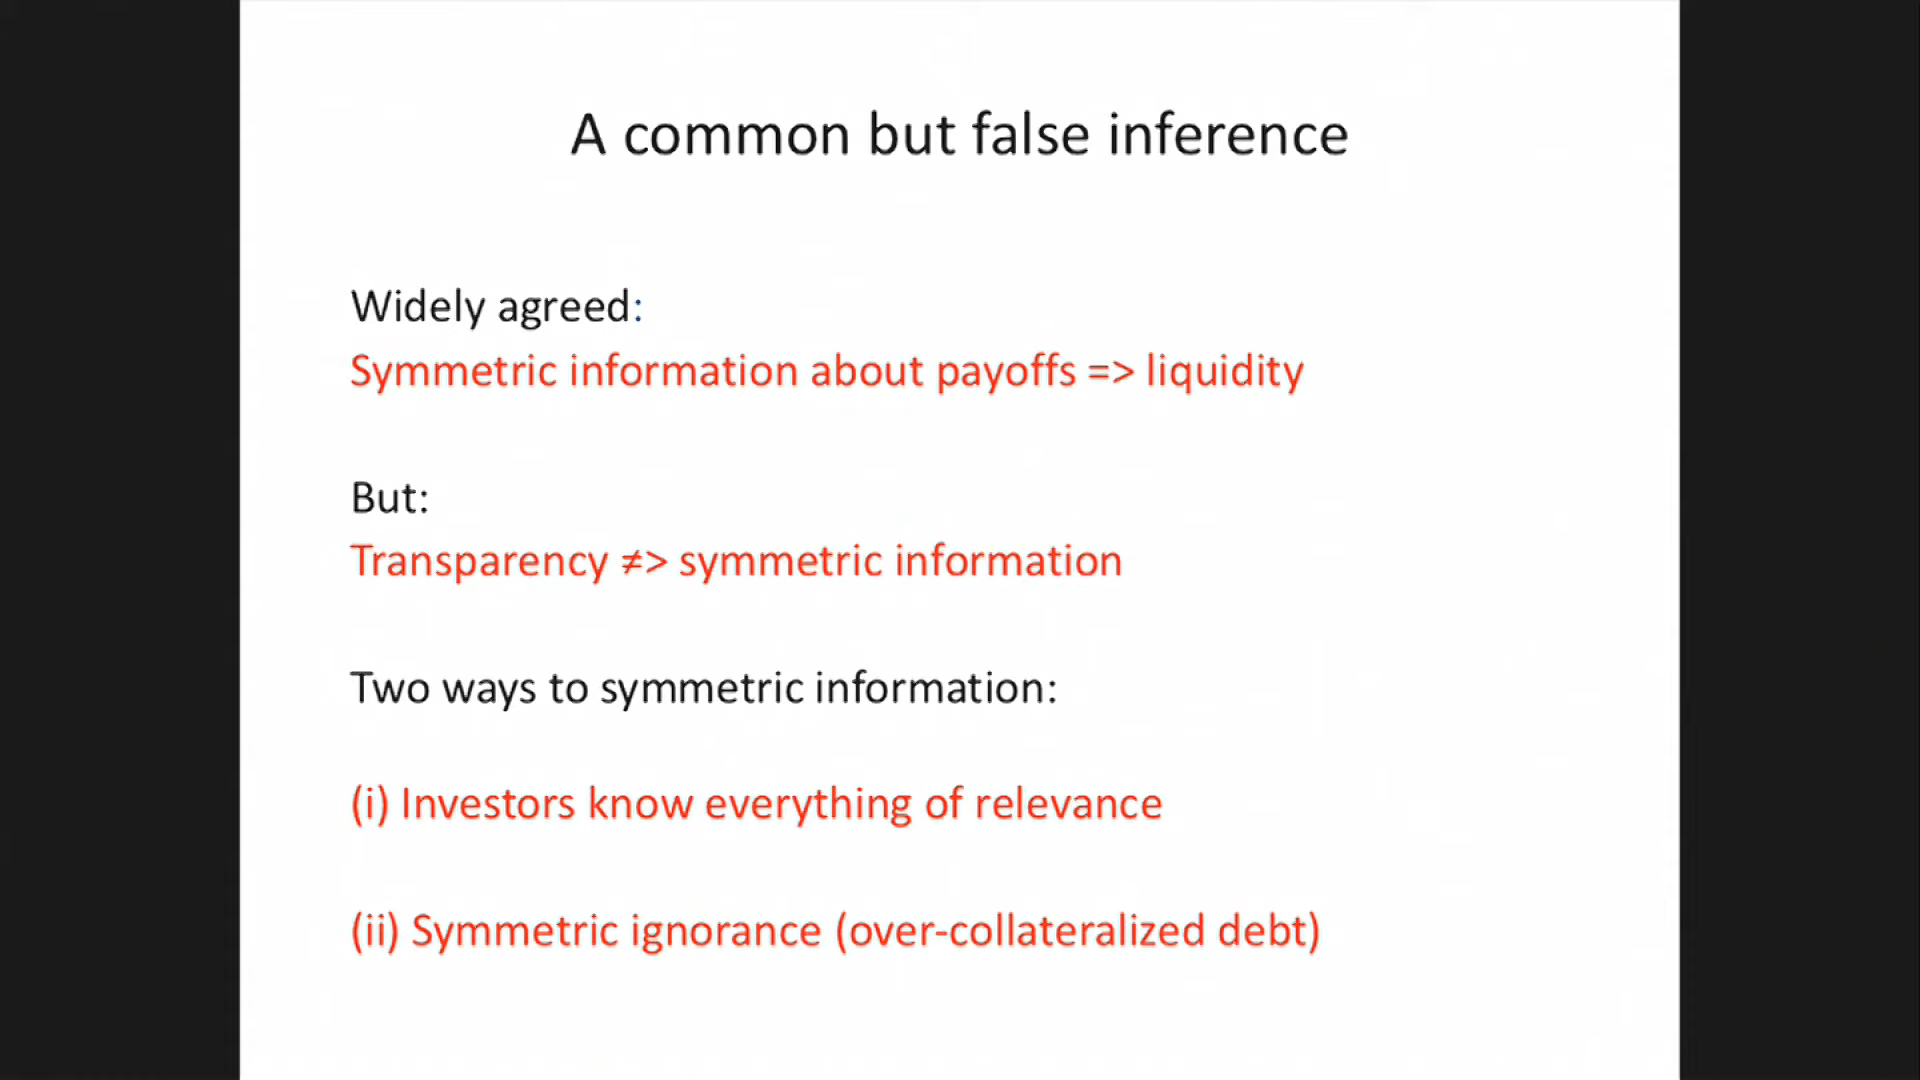 A common but false inference
Widely agreed:
Symmetric information about payoffs => liquidity
But:
Transparency ≠> symmetric information
Two ways to symmetric information:
(i) Investors know everything of relevance
(ii) Symmetric ignorance (over-collateralized debt)